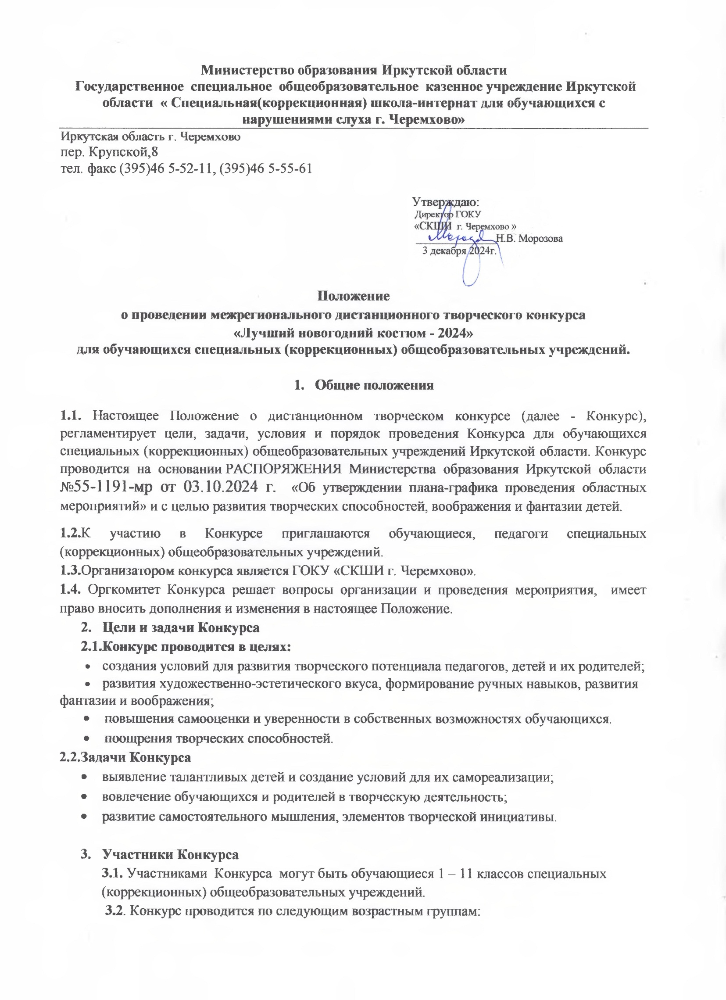 Министерство образования Иркутской области
Государственное специальное общеобразовательное казенное учреждение Иркутской
области « Специальная(коррекционная) школа-интернат для обучающихся с
нарушениями слуха г. Черемхово»
Иркутская область г. Черемхово
пер. Крупской,8
тел. факс (395)46 5-52-11, (395)46 5-55-61
Утверждаю:
Директор ГОКУ
«СКШИ г. Черемхово »
Н.В. Морозова
3 декабря 2024г.
Положение
о проведении межрегионального дистанционного творческого конкурса
«Лучший новогодний костюм - 2024»
для обучающихся специальных (коррекционных) общеобразовательных учреждений.
1. Общие положения
1.1. Настоящее Положение о дистанционном творческом конкурсе (далее - Конкурс),
регламентирует цели, задачи, условия и порядок проведения Конкурса для обучающихся
специальных (коррекционных) общеобразовательных учреждений Иркутской области. Конкурс
проводится на основании РАСПОРЯЖЕНИЯ Министерства образования Иркутской области
№55-1191-мр от 03.10.2024 г. «Об утверждении плана-графика проведения областных
мероприятий» и с целью развития творческих способностей, воображения и фантазии детей.
1.2.К участию в Конкурсе приглашаются обучающиеся, педагоги специальных
(коррекционных) общеобразовательных учреждений.
1.3.Организатором конкурса является ГОКУ «СКШИ г. Черемхово».
1.4. Оргкомитет Конкурса решает вопросы организации и проведения мероприятия, имеет
право вносить дополнения и изменения в настоящее Положение.
2. Цели и задачи Конкурса
2.1.Конкурс проводится в целях:
• создания условий для развития творческого потенциала педагогов, детей и их родителей;
• развития художественно-эстетического вкуса, формирование ручных навыков, развития
фантазии и воображения;
• повышения самооценки и уверенности в собственных возможностях обучающихся.
• поощрения творческих способностей.
2.2.Задачи Конкурса
• выявление талантливых детей и создание условий для их самореализации;
• вовлечение обучающихся и родителей в творческую деятельность;
• развитие самостоятельного мышления, элементов творческой инициативы.
3. Участники Конкурса
3.1. Участниками Конкурса могут быть обучающиеся 1 – 11 классов специальных
(коррекционных) общеобразовательных учреждений.
3.2. Конкурс проводится по следующим возрастным группам: